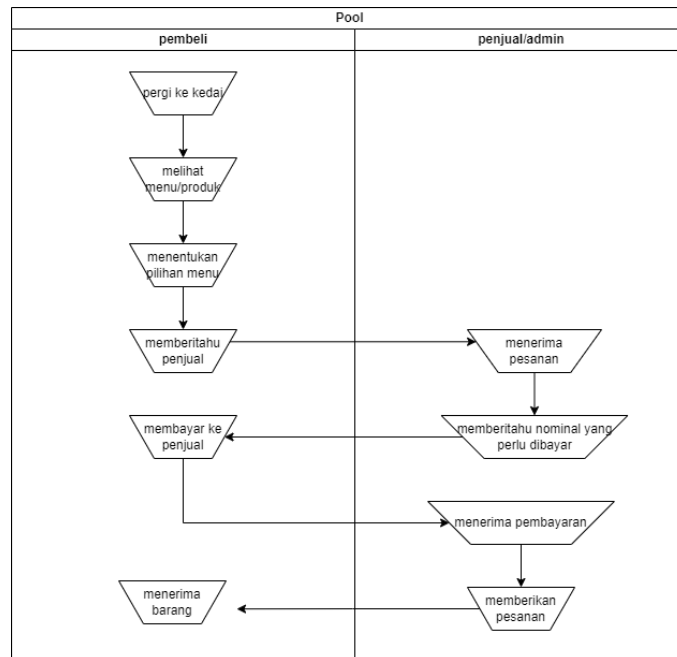 Pool
pembeli
penjual/admin
pergi ke kedai
melihat
menu/produk
menentukan
pilihan menu
memberitahu
penjual
menerima
pesanan
memberitahu nominal yang
perlu dibayar
membayar ke
penjual
menerima pembayaran
memberikan
pesanan
menerima
barang